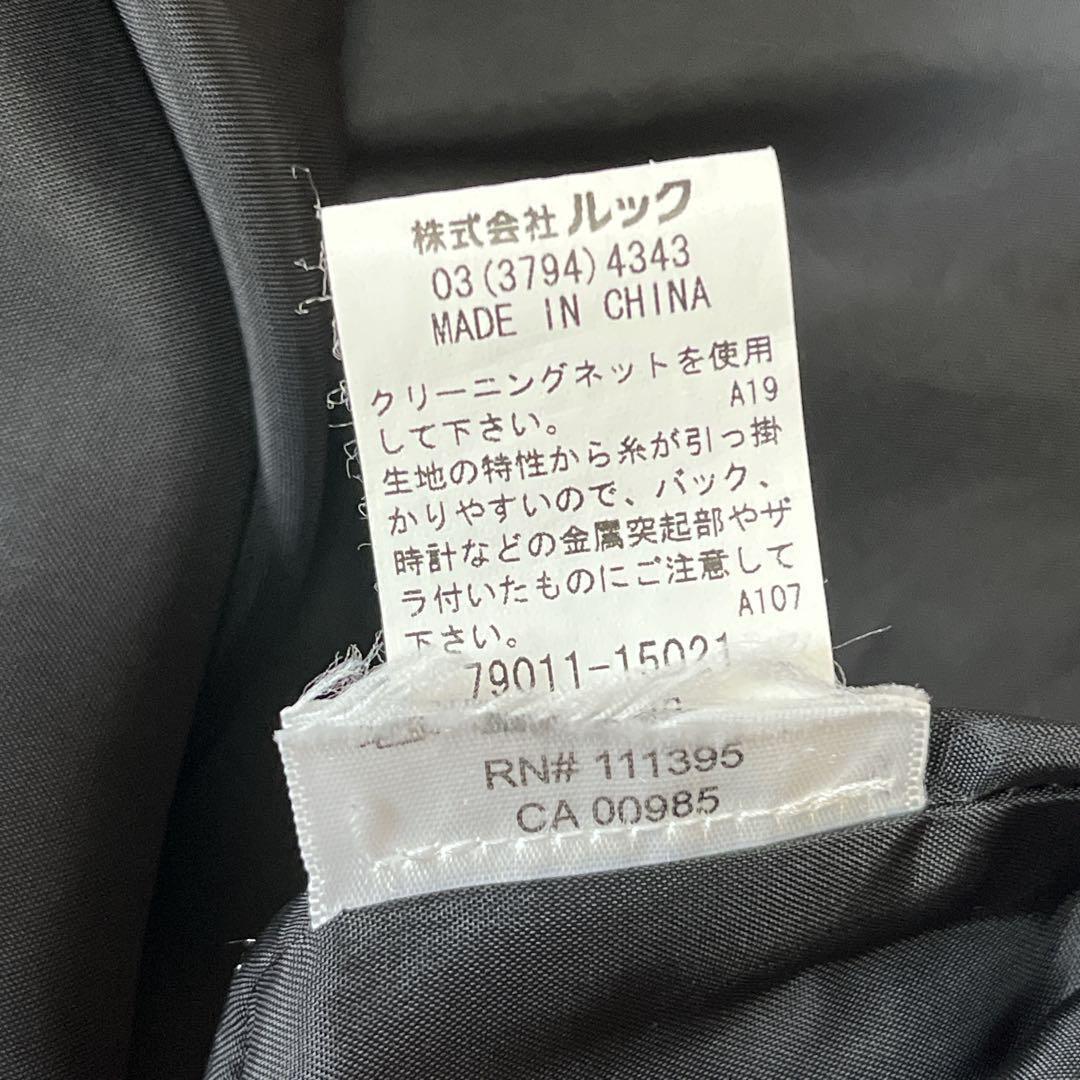 株式会社 ルック
03(3794)4343
MADE IN CHINA
クリーニングネットを使用
して下さい。 A19
生地の特性から糸が引っ掛
かりやすいので、バック、
時計などの金属突起部やザ
ラ付いたものにご注意して
下さい。 A107
79011-15021
RN# 111395
CA 00985